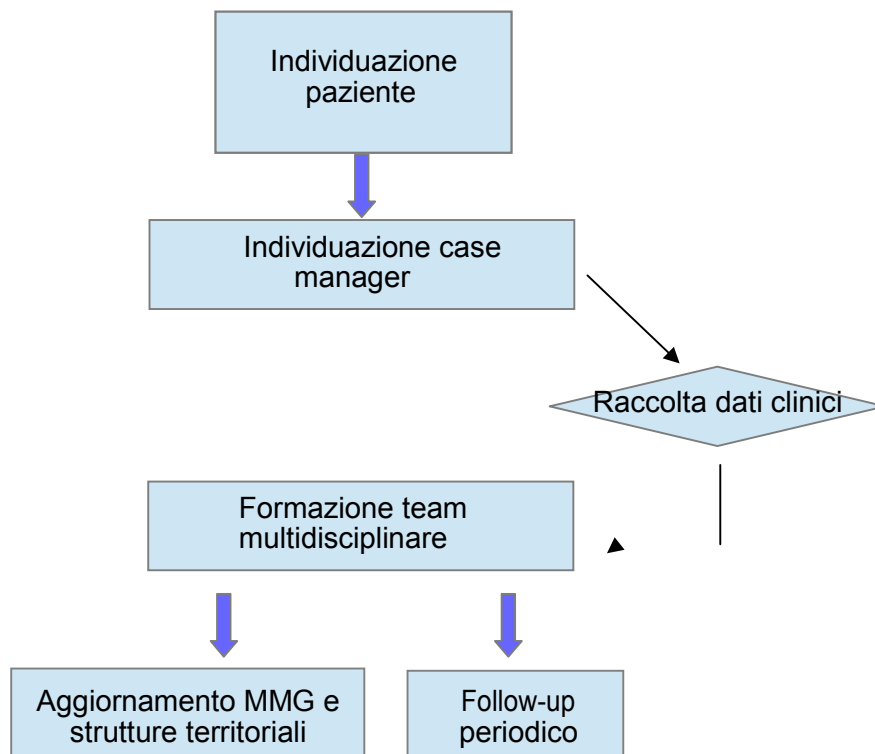 Individuazione
paziente
Individuazione case
manager
Raccolta dati clinici
Formazione team
multidisciplinare
Aggiornamento MMG e
strutture territoriali
Follow-up
periodico